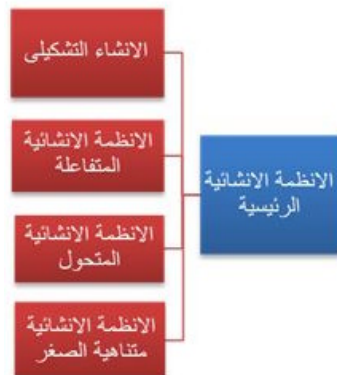 الانظمة الانشائية
الرئيسية
الانشاء التشكيلى
الانظمة الانشائية
المتفاعلة
الانظمة الانشائية
المتحول
الانظمة الانشائية
متناهية الصغر